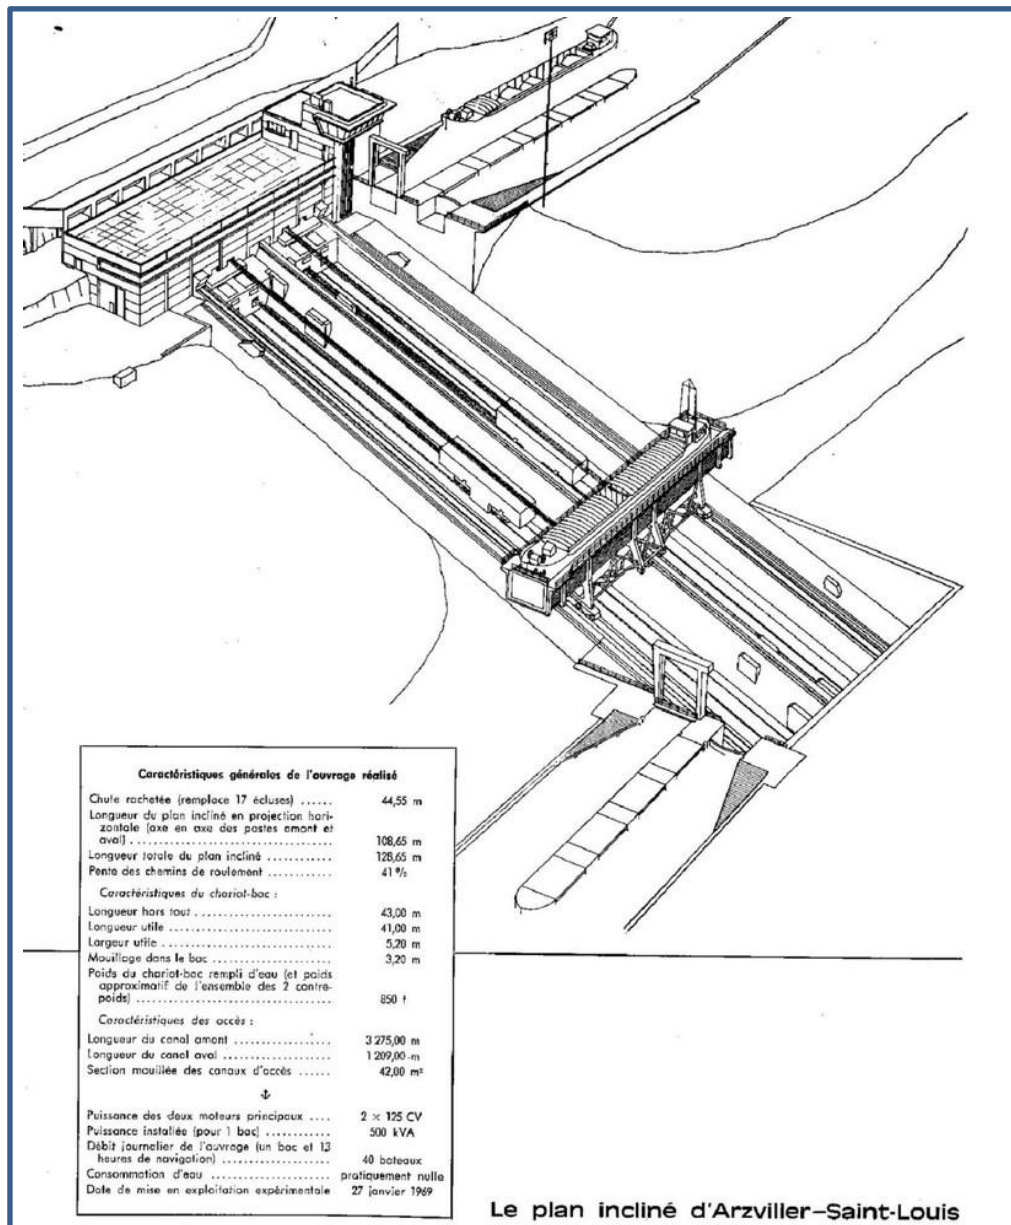 Caractéristiques générales de l'ouvrage réalisé
Chute rachetée (remplace 17 écluses) ...... 44,55 m
Longueur du plan incliné en projection hori-
zontale (axe en axe des postes amont et
aval) .................................. 108,65 m
Longueur totale du plan incliné ............ 128,65 m
Pente des chemins de roulement ............ 41 %
Caractéristiques du chariot-bac :
Longueur hors tout ........................ 43,00 m
Longueur utile ............................ 41,00 m
Largeur utile ............................. 5,20 m
Mouillage dans le bac ..................... 3,20 m
Poids du chariot-bac rempli d'eau (et poids
approximatif de l'ensemble des 2 contre-
poids) .................................. 850 t
Caractéristiques des accès :
Longueur du canal amont ................. 3 275,00 m
Longueur du canal aval ................... 1 209,00 m
Section mouillée des canaux d'accès ...... 42,00 m²
Puissance des deux moteurs principaux .... 2 × 125 CV
Puissance installée (pour 1 bac) ............ 500 kVA
Débit journalier de l'ouvrage (un bac et 13
heures de navigation) ................... 40 bateaux
Consommation d'eau ................. pratiquement nulle
Date de mise en exploitation expérimentale 27 janvier 1969
Le plan incliné d'Arzviller–Saint-Louis